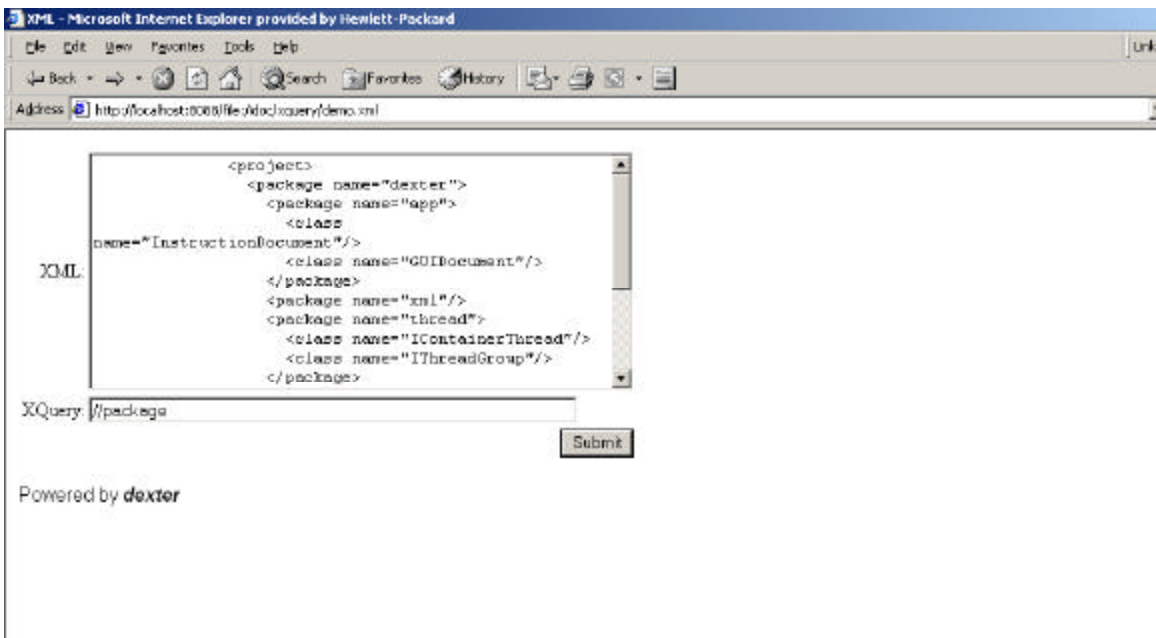 XML - Microsoft Internet Explorer provided by Hewlett-Packard
File Edit View Favorites Tools Help
Link
Back Search Favorites History
Address http://localhost:8088/file:/doc/xquery/demo.xml
<project>
<package name="dexter">
<package name="app">
<class
name="InstructionDocument"/>
<class name="GUIDocument"/>
XML:
</package>
<package name="xml"/>
<package name="thread">
<class name="IContainerThread"/>
<class name="IThreadGroup"/>
</package>
XQuery: //package
Submit
Powered by dexter